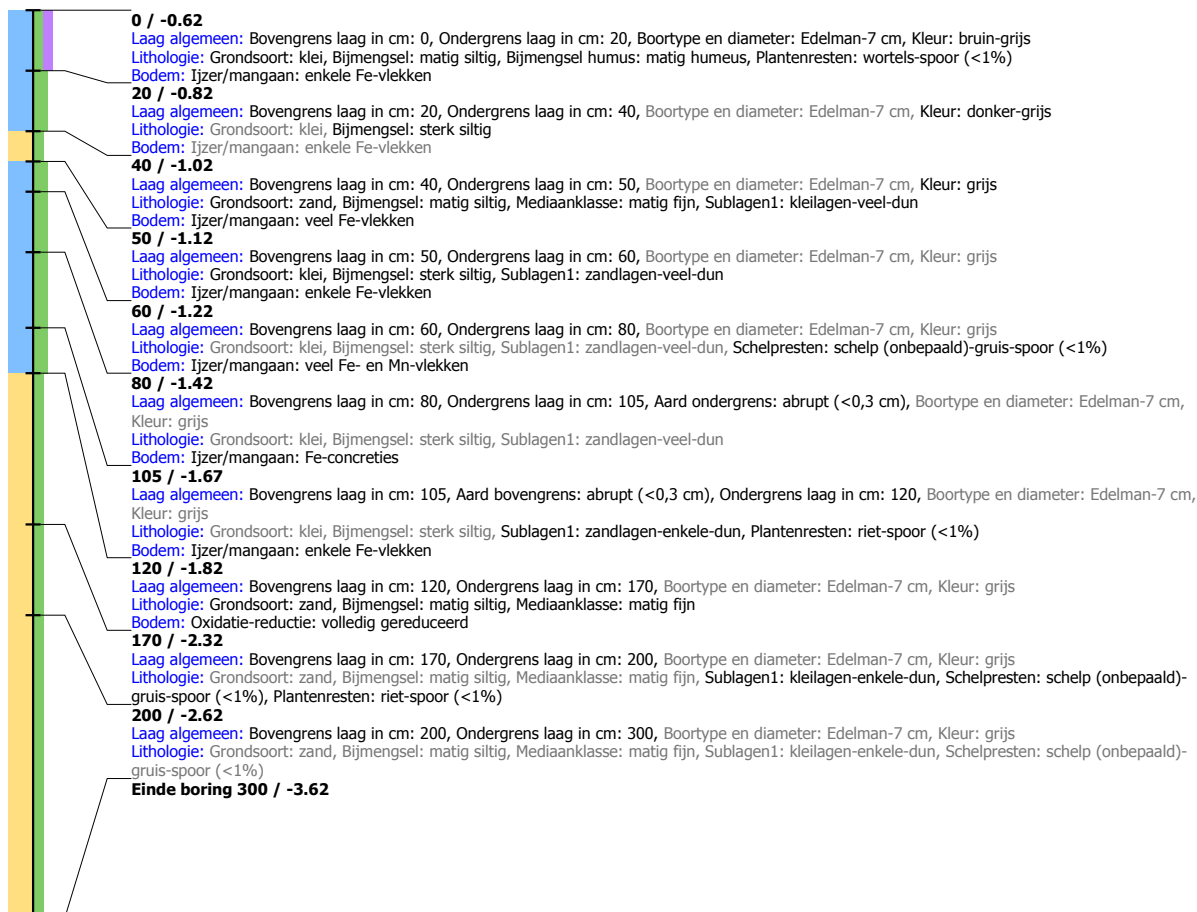 0 / -0.62
Laag algemeen: Bovengrens laag in cm: 0, Ondergrens laag in cm: 20, Boortype en diameter: Edelman-7 cm, Kleur: bruin-grijs
Lithologie: Grondsoort: klei, Bijmengsel: matig siltig, Bijmengsel humus: matig humeus, Plantenresten: wortels-spoor (<1%)
Bodem: Ijzer/mangaan: enkele Fe-vlekken
20 / -0.82
Laag algemeen: Bovengrens laag in cm: 20, Ondergrens laag in cm: 40, Boortype en diameter: Edelman-7 cm, Kleur: donker-grijs
Lithologie: Grondsoort: klei, Bijmengsel: sterk siltig
Bodem: Ijzer/mangaan: enkele Fe-vlekken
40 / -1.02
Laag algemeen: Bovengrens laag in cm: 40, Ondergrens laag in cm: 50, Boortype en diameter: Edelman-7 cm, Kleur: grijs
Lithologie: Grondsoort: zand, Bijmengsel: matig siltig, Mediaanklasse: matig fijn, Sublagen1: kleilagen-veel-dun
Bodem: Ijzer/mangaan: veel Fe-vlekken
50 / -1.12
Laag algemeen: Bovengrens laag in cm: 50, Ondergrens laag in cm: 60, Boortype en diameter: Edelman-7 cm, Kleur: grijs
Lithologie: Grondsoort: klei, Bijmengsel: sterk siltig, Sublagen1: zandlagen-veel-dun
Bodem: Ijzer/mangaan: enkele Fe-vlekken
60 / -1.22
Laag algemeen: Bovengrens laag in cm: 60, Ondergrens laag in cm: 80, Boortype en diameter: Edelman-7 cm, Kleur: grijs
Lithologie: Grondsoort: klei, Bijmengsel: sterk siltig, Sublagen1: zandlagen-veel-dun, Schelpresten: schelp (onbepaald)-gruis-spoor (<1%)
Bodem: Ijzer/mangaan: veel Fe- en Mn-vlekken
80 / -1.42
Laag algemeen: Bovengrens laag in cm: 80, Ondergrens laag in cm: 105, Aard ondergrens: abrupt (<0,3 cm), Boortype en diameter: Edelman-7 cm,
Kleur: grijs
Lithologie: Grondsoort: klei, Bijmengsel: sterk siltig, Sublagen1: zandlagen-veel-dun
Bodem: Ijzer/mangaan: Fe-concreties
105 / -1.67
Laag algemeen: Bovengrens laag in cm: 105, Aard bovengrens: abrupt (<0,3 cm), Ondergrens laag in cm: 120, Boortype en diameter: Edelman-7 cm,
Kleur: grijs
Lithologie: Grondsoort: klei, Bijmengsel: sterk siltig, Sublagen1: zandlagen-enkele-dun, Plantenresten: riet-spoor (<1%)
Bodem: Ijzer/mangaan: enkele Fe-vlekken
120 / -1.82
Laag algemeen: Bovengrens laag in cm: 120, Ondergrens laag in cm: 170, Boortype en diameter: Edelman-7 cm, Kleur: grijs
Lithologie: Grondsoort: zand, Bijmengsel: matig siltig, Mediaanklasse: matig fijn
Bodem: Oxidatie-reductie: volledig gereduceerd
170 / -2.32
Laag algemeen: Bovengrens laag in cm: 170, Ondergrens laag in cm: 200, Boortype en diameter: Edelman-7 cm, Kleur: grijs
Lithologie: Grondsoort: zand, Bijmengsel: matig siltig, Mediaanklasse: matig fijn, Sublagen1: kleilagen-enkele-dun, Schelpresten: schelp (onbepaald)-
gruis-spoor (<1%), Plantenresten: riet-spoor (<1%)
200 / -2.62
Laag algemeen: Bovengrens laag in cm: 200, Ondergrens laag in cm: 300, Boortype en diameter: Edelman-7 cm, Kleur: grijs
Lithologie: Grondsoort: zand, Bijmengsel: matig siltig, Mediaanklasse: matig fijn, Sublagen1: kleilagen-enkele-dun, Schelpresten: schelp (onbepaald)-
gruis-spoor (<1%)
Einde boring 300 / -3.62